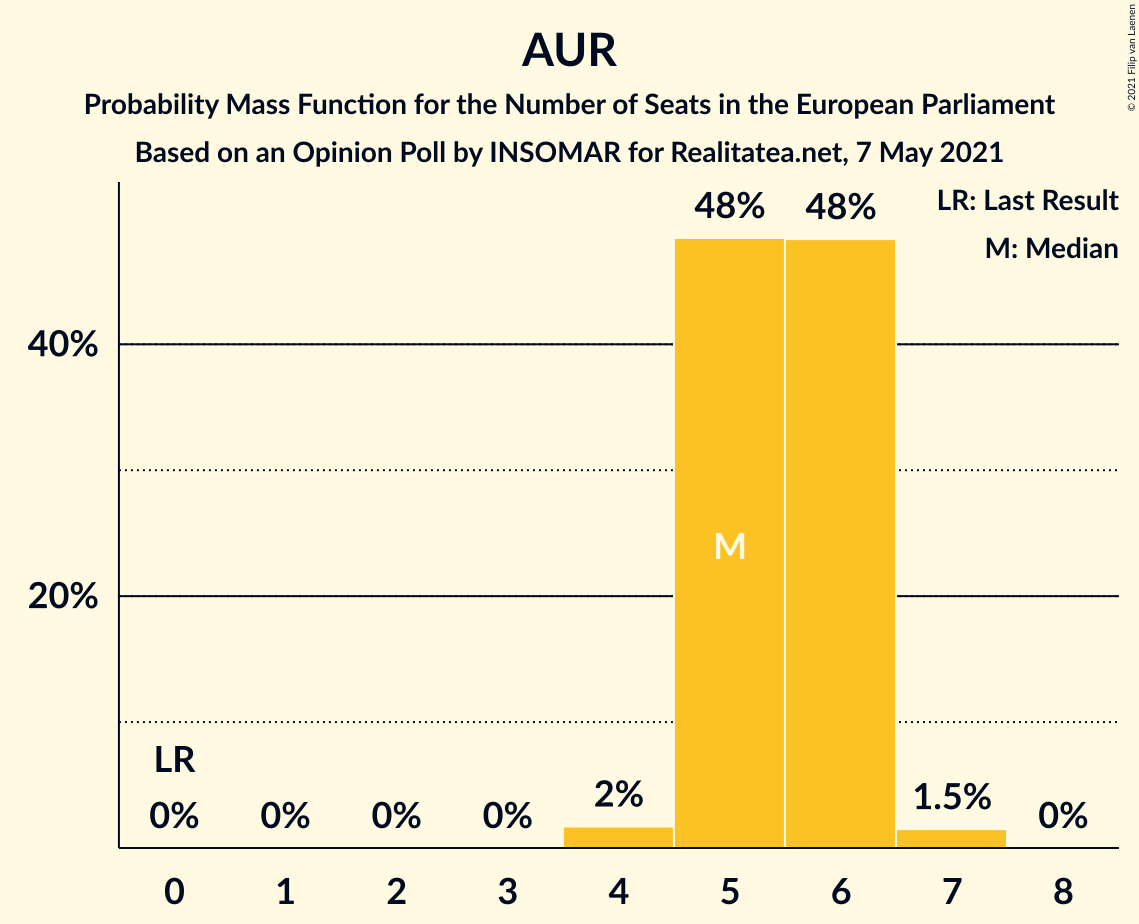 AUR
Probability Mass Function for the Number of Seats in the European Parliament
Based on an Opinion Poll by INSOMAR for Realitatea.net, 7 May 2021
© 2021 Filip van Laenen
LR: Last Result
M: Median
48% 48%
40%
M
20%
LR
0% 0% 0% 0% 2% 1.5% 0%
0 1 2 3 4 5 6 7 8